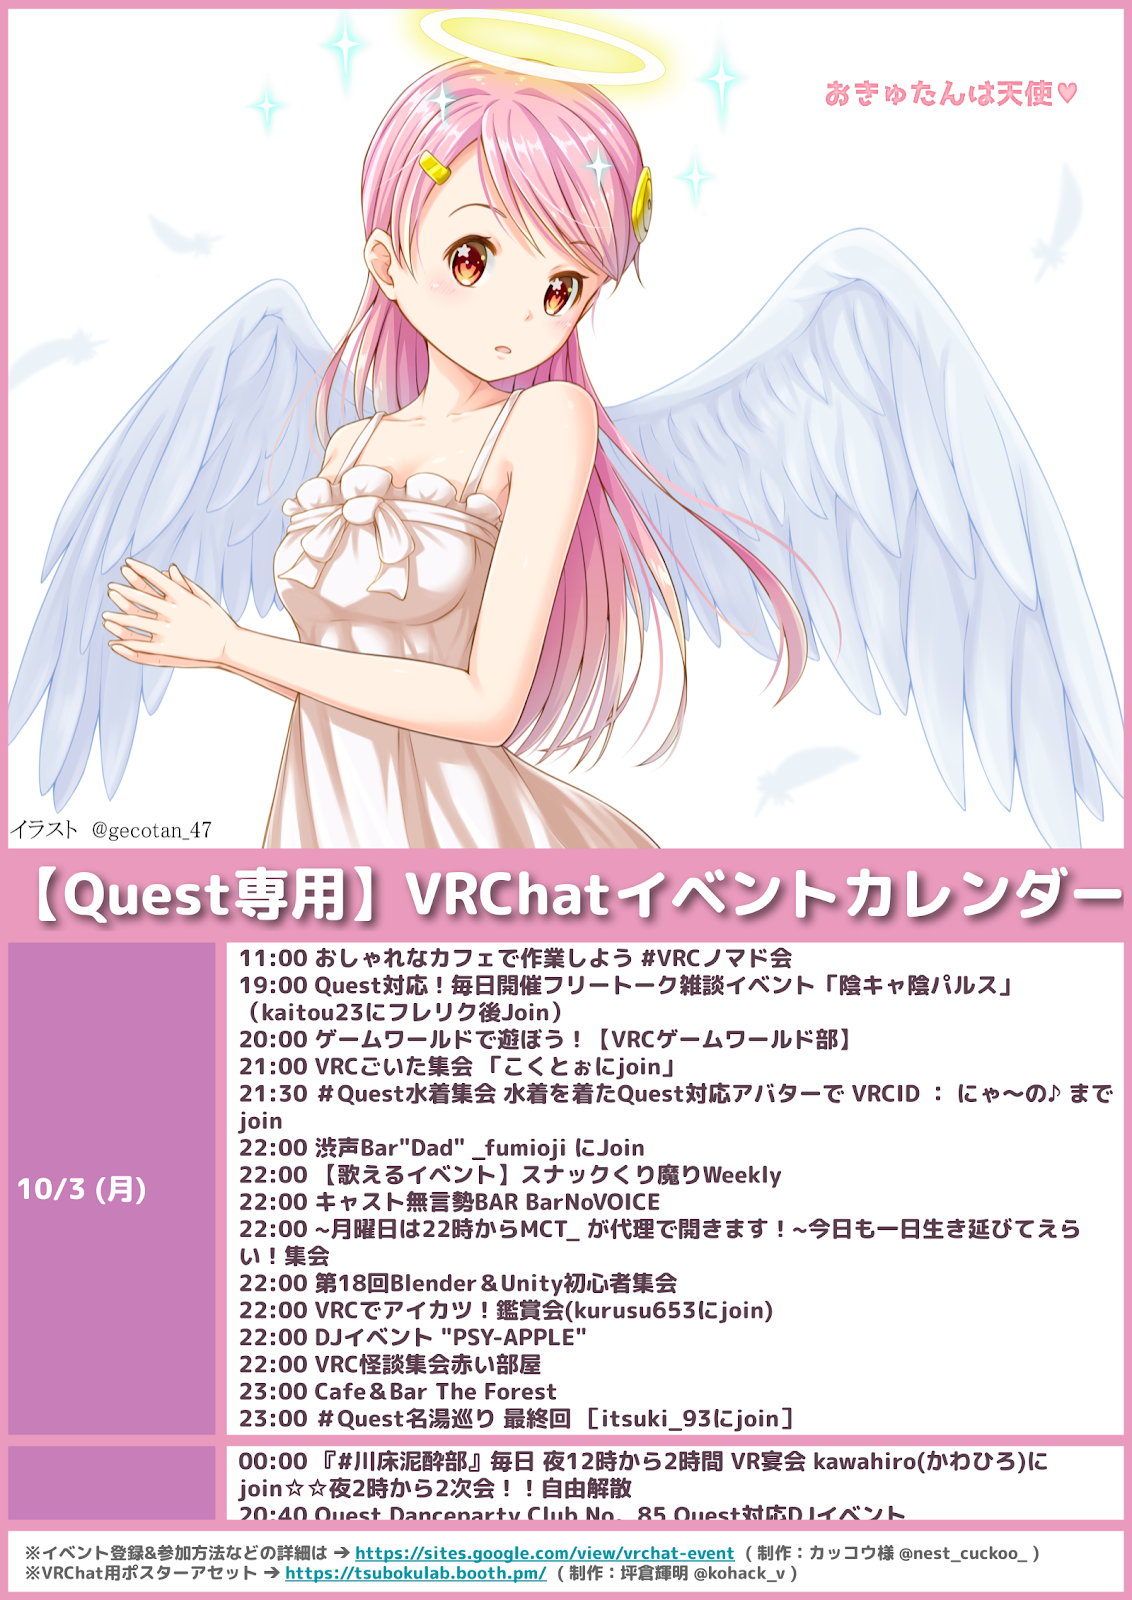 おきゅたんは天使♥
イラスト @gecotan_47
【Quest専用】VRChatイベントカレンダー
10/3 (月)
11:00 おしゃれなカフェで作業しよう #VRCノマド会
19:00 Quest対応！毎日開催フリートーク雑談イベント「陰キャ陰パルス」
（kaitou23にフレリク後Join）
20:00 ゲームワールドで遊ぼう！【VRCゲームワールド部】
21:00 VRCごいた集会 「こくとぉにjoin」
21:30 ＃Quest水着集会 水着を着たQuest対応アバターで VRCID ： にゃ〜の♪ まで
join
22:00 渋声Bar"Dad" _fumioji にJoin
22:00 【歌えるイベント】スナックくり魔りWeekly
22:00 キャスト無言勢BAR BarNoVOICE
22:00 ~月曜日は22時からMCT_ が代理で開きます！~今日も一日生き延びてえら
い！集会
22:00 第18回Blender＆Unity初心者集会
22:00 VRCでアイカツ！鑑賞会(kurusu653にjoin)
22:00 DJイベント "PSY-APPLE"
22:00 VRC怪談集会赤い部屋
23:00 Cafe＆Bar The Forest
23:00 ＃Quest名湯巡り 最終回 ［itsuki_93にjoin］
00:00 『#川床泥酔部』毎日 夜12時から2時間 VR宴会 kawahiro(かわひろ)に
join☆☆夜2時から2次会！！自由解散
20:40 Quest Danceparty Club No．85 Quest対応DJイベント
※イベント登録&参加方法などの詳細は ➔ https://sites.google.com/view/vrchat-event ( 制作：カッコウ様 @nest_cuckoo_ )
※VRChat用ポスターアセット ➔ https://tsubokulab.booth.pm/ ( 制作：坪倉輝明 @kohack_v )